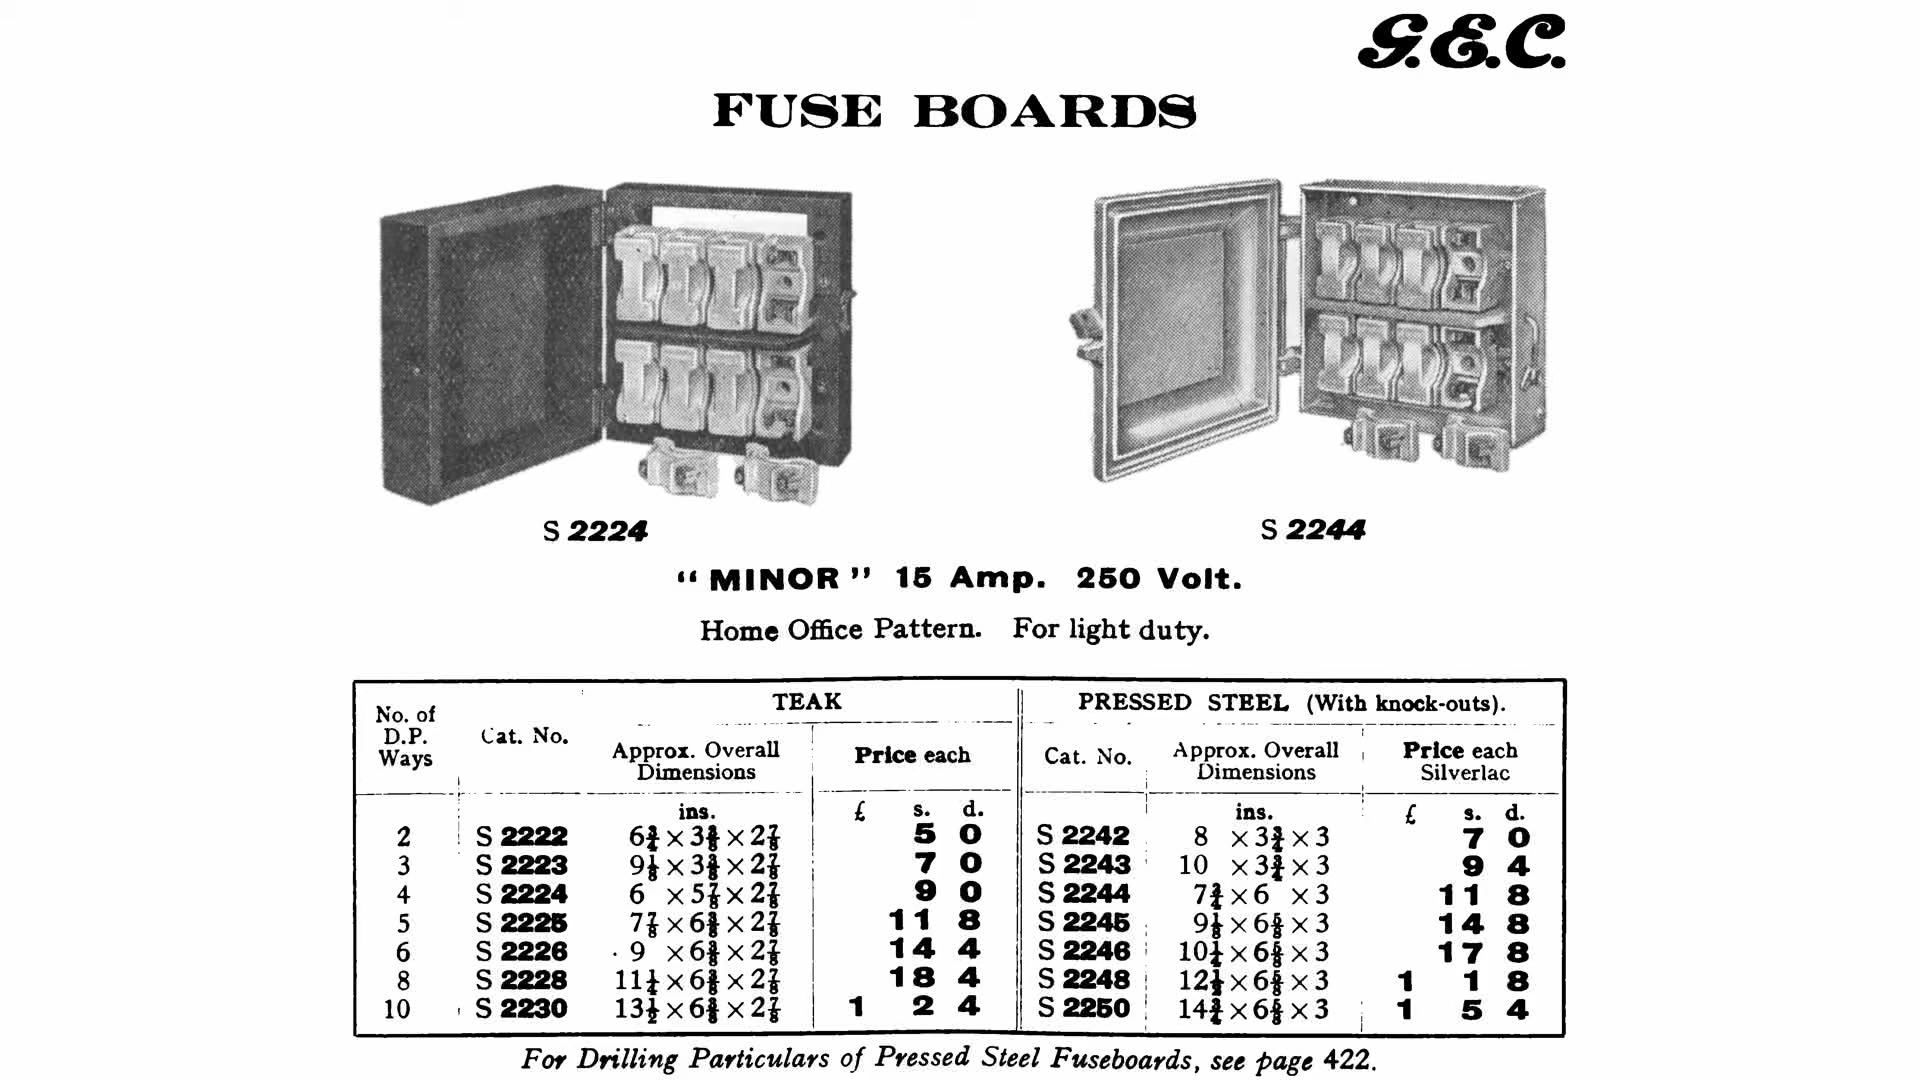 G.E.C.
FUSE BOARDS
S 2224
S 2244
“MINOR” 15 Amp. 250 Volt.
Home Office Pattern. For light duty.
No. of D.P. Ways
Cat. No.
TEAK
PRESSED STEEL (With knock-outs).
Approx. Overall Dimensions
Price each
Cat. No.
Approx. Overall Dimensions
Price each Silverlac
ins. £ s. d. ins. £ s. d.
2 S 2222 6¾ × 3⅜ × 2⅞ 5 0 S 2242 8 × 3¾ × 3 7 0
3 S 2223 9⅛ × 3⅜ × 2⅞ 7 0 S 2243 10 × 3¾ × 3 9 4
4 S 2224 6 × 5⅞ × 2⅞ 9 0 S 2244 7¾ × 6 × 3 11 8
5 S 2225 7⅞ × 6⅜ × 2⅞ 11 8 S 2245 9⅛ × 6⅝ × 3 14 8
6 S 2226 9 × 6⅜ × 2⅞ 14 4 S 2246 10¼ × 6⅝ × 3 17 8
8 S 2228 11¼ × 6⅜ × 2⅞ 18 4 S 2248 12½ × 6⅝ × 3 1 1 8
10 S 2230 13½ × 6⅜ × 2⅞ 1 2 4 S 2250 14¾ × 6⅝ × 3 1 5 4
For Drilling Particulars of Pressed Steel Fuseboards, see page 422.